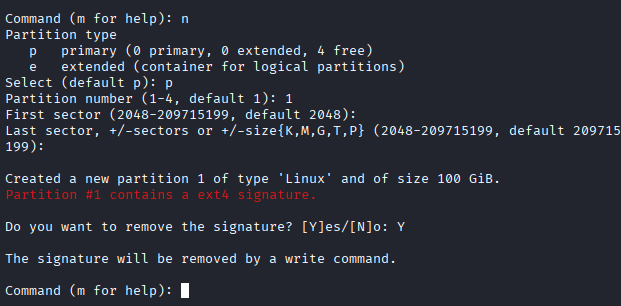 Command (m for help): n
Partition type
   p   primary (0 primary, 0 extended, 4 free)
   e   extended (container for logical partitions)
Select (default p): p
Partition number (1-4, default 1): 1
First sector (2048-209715199, default 2048):
Last sector, +/-sectors or +/-size{K,M,G,T,P} (2048-209715199, default 209715
199):
Created a new partition 1 of type 'Linux' and of size 100 GiB.
Partition #1 contains a ext4 signature.
Do you want to remove the signature? [Y]es/[N]o: Y
The signature will be removed by a write command.
Command (m for help):